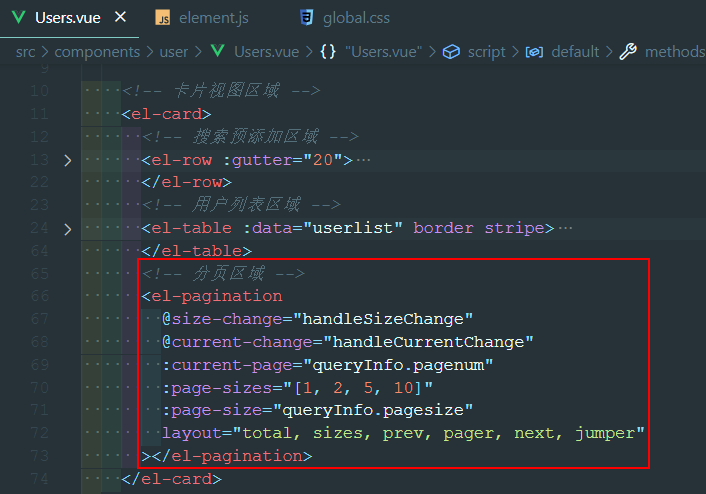 Users.vue ✕ JS element.js global.css
src > components > user > Users.vue > {} "Users.vue" > script > default > methods
9
10 <!-- 卡片视图区域 -->
11 <el-card>
12 <!-- 搜索预添加区域 -->
13 <el-row :gutter="20">…
22 </el-row>
23 <!-- 用户列表区域 -->
24 <el-table :data="userlist" border stripe>…
64 </el-table>
65 <!-- 分页区域 -->
66 <el-pagination
67 @size-change="handleSizeChange"
68 @current-change="handleCurrentChange"
69 :current-page="queryInfo.pagenum"
70 :page-sizes="[1, 2, 5, 10]"
71 :page-size="queryInfo.pagesize"
72 layout="total, sizes, prev, pager, next, jumper"
73 ></el-pagination>
74 </el-card>